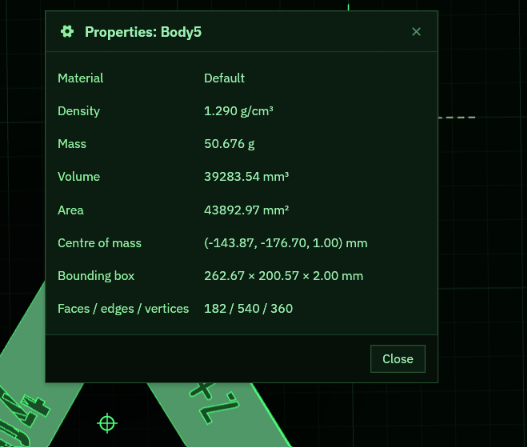 Properties: Body5
Material Default
Density 1.290 g/cm³
Mass 50.676 g
Volume 39283.54 mm³
Area 43892.97 mm²
Centre of mass (-143.87, -176.70, 1.00) mm
Bounding box 262.67 × 200.57 × 2.00 mm
Faces / edges / vertices 182 / 540 / 360
Close